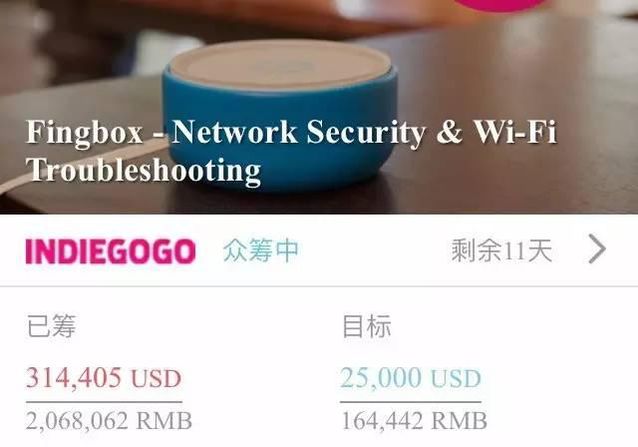 Fingbox - Network Security & Wi-Fi
Troubleshooting
INDIEGOGO 众筹中 剩余11天
已筹 目标
314,405 USD 25,000 USD
2,068,062 RMB 164,442 RMB